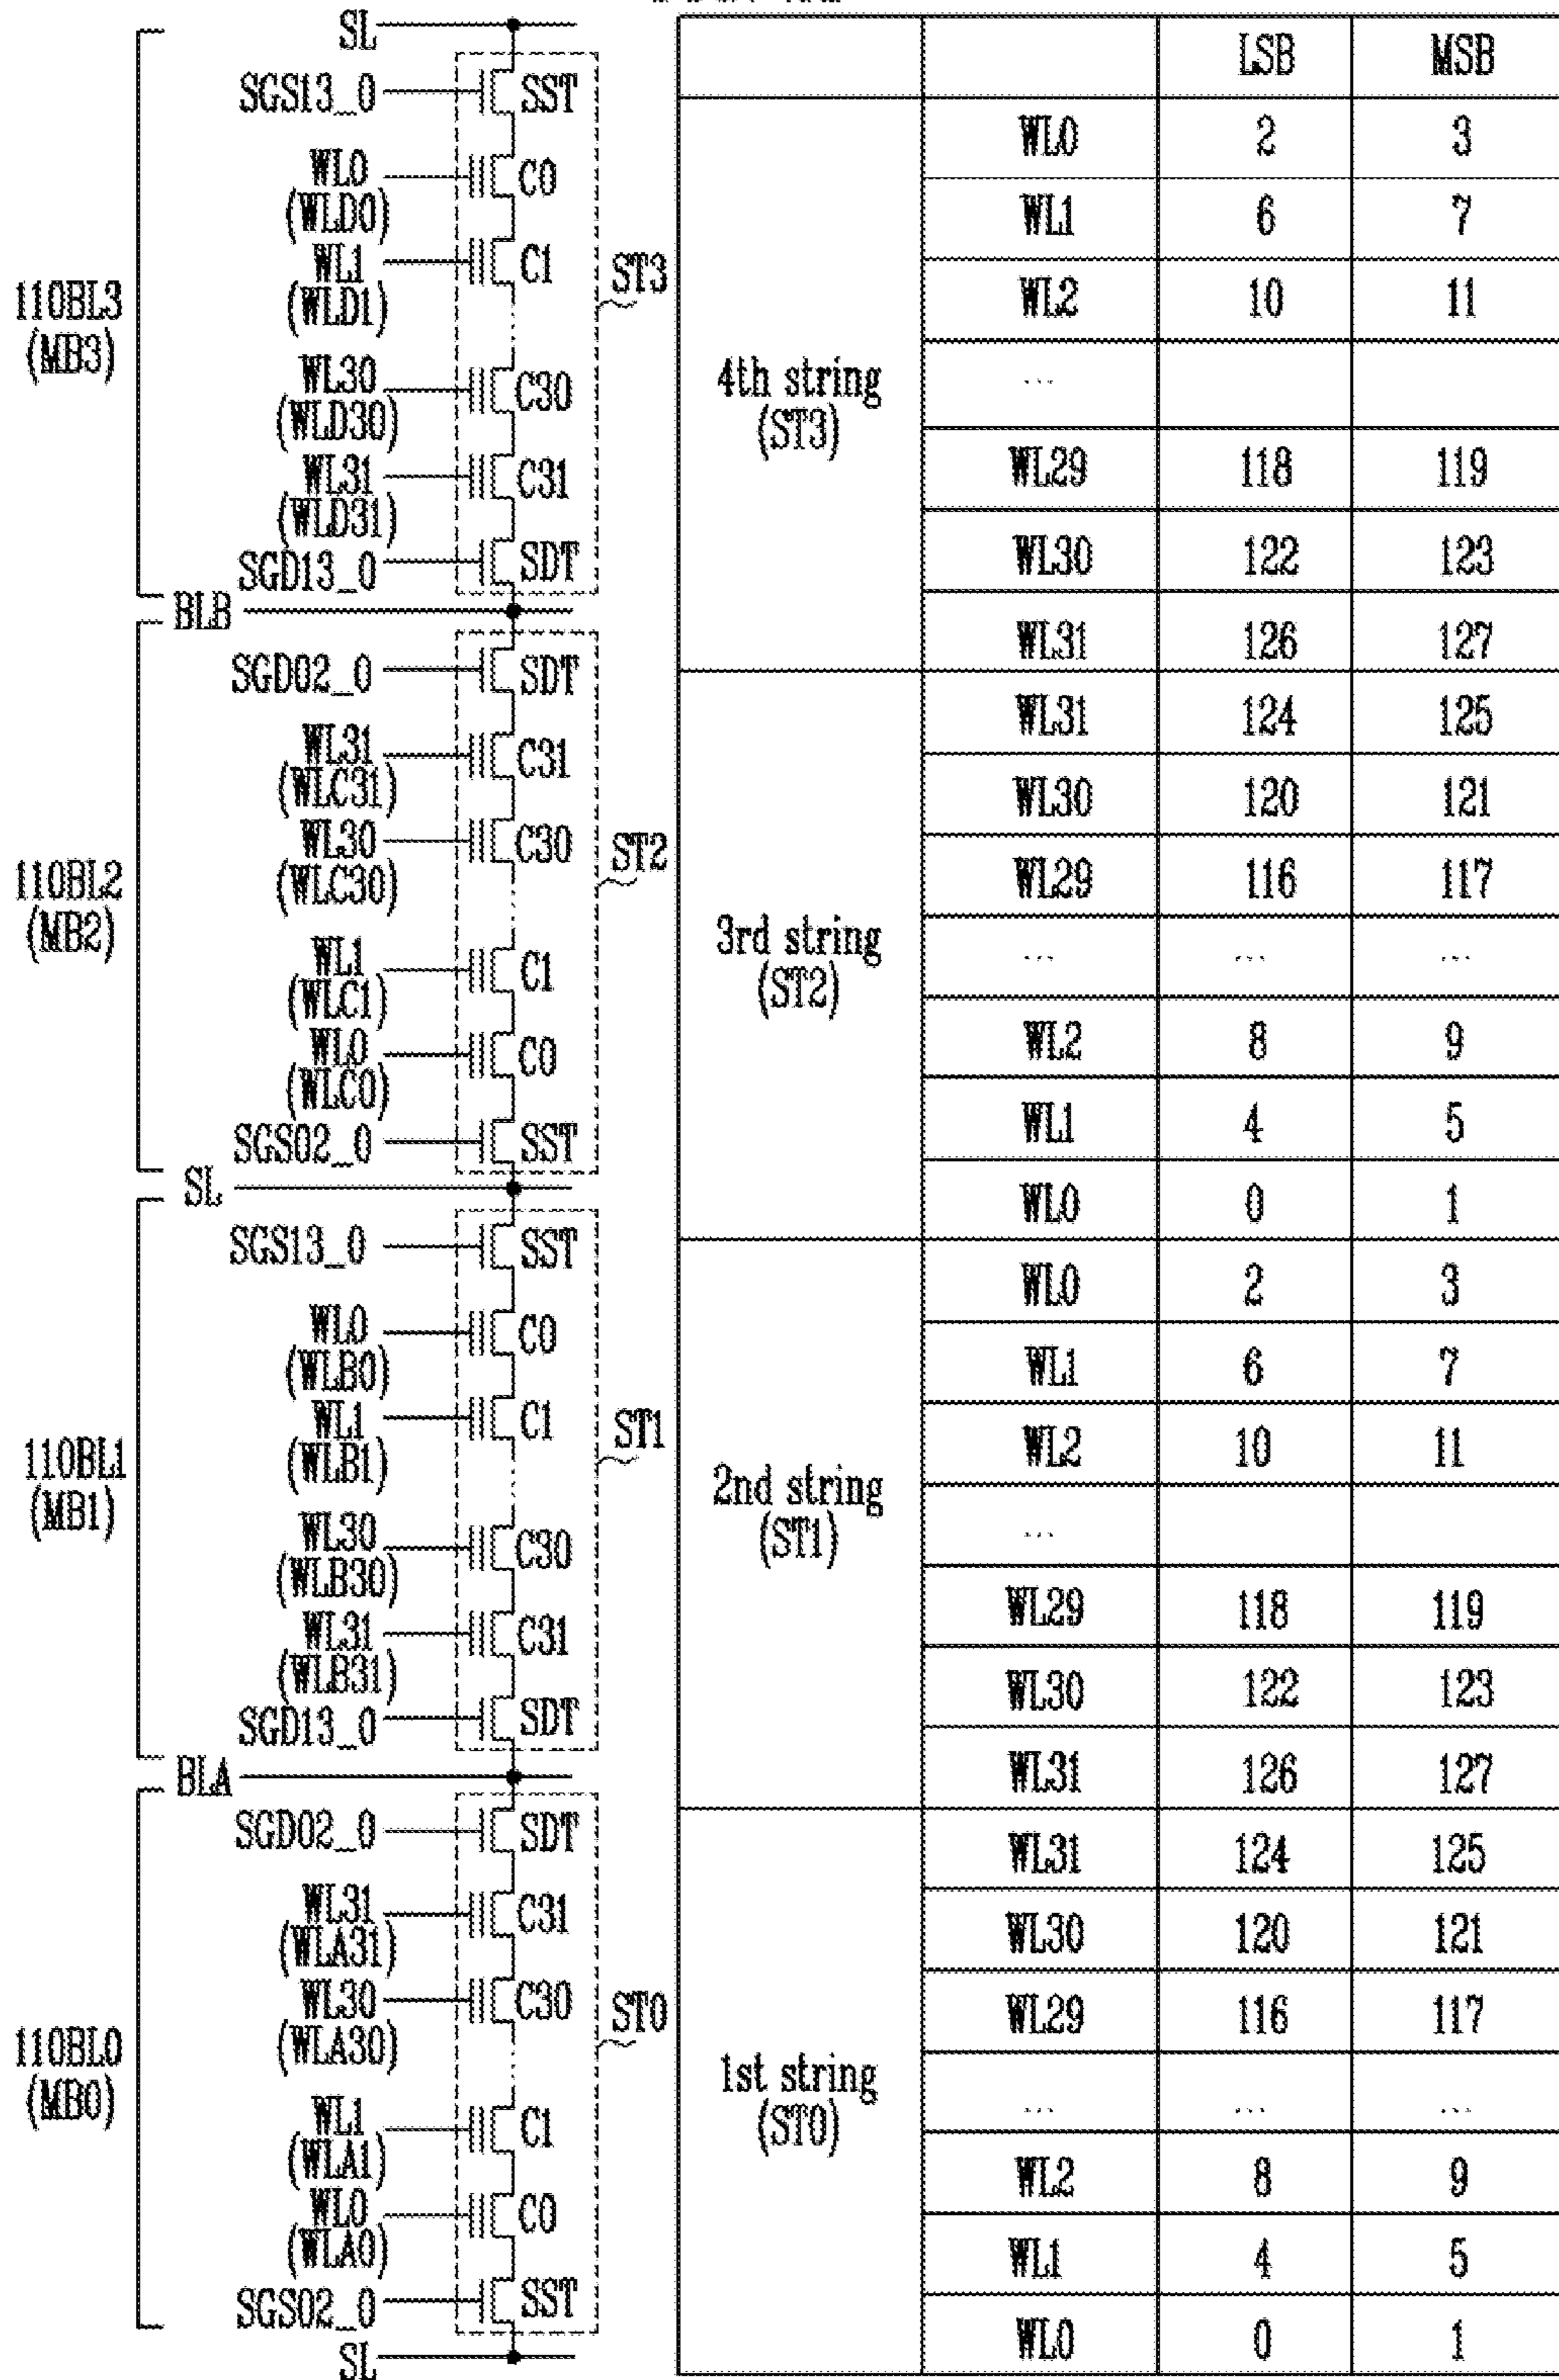 SL
SGS13_0
SST
WL0
(WLD0)
C0
WL1
(WLD1)
C1
ST3
110BL3
(MB3)
WL30
(WLD30)
C30
WL31
(WLD31)
C31
SGD13_0
SDT
BLB
SGD02_0
SDT
WL31
(WLC31)
C31
WL30
(WLC30)
C30
ST2
110BL2
(MB2)
WL1
(WLC1)
C1
WL0
(WLC0)
C0
SGS02_0
SST
SL
SGS13_0
SST
WL0
(WLB0)
C0
WL1
(WLB1)
C1
ST1
110BL1
(MB1)
WL30
(WLB30)
C30
WL31
(WLB31)
C31
SGD13_0
SDT
BLA
SGD02_0
SDT
WL31
(WLA31)
C31
WL30
(WLA30)
C30
ST0
110BL0
(MB0)
WL1
(WLA1)
C1
WL0
(WLA0)
C0
SGS02_0
SST
SL
LSB MSB
4th string
(ST3)
WL0 2 3
WL1 6 7
WL2 10 11
...
WL29 118 119
WL30 122 123
WL31 126 127
3rd string
(ST2)
WL31 124 125
WL30 120 121
WL29 116 117
... ... ...
WL2 8 9
WL1 4 5
WL0 0 1
2nd string
(ST1)
WL0 2 3
WL1 6 7
WL2 10 11
...
WL29 118 119
WL30 122 123
WL31 126 127
1st string
(ST0)
WL31 124 125
WL30 120 121
WL29 116 117
... ... ...
WL2 8 9
WL1 4 5
WL0 0 1